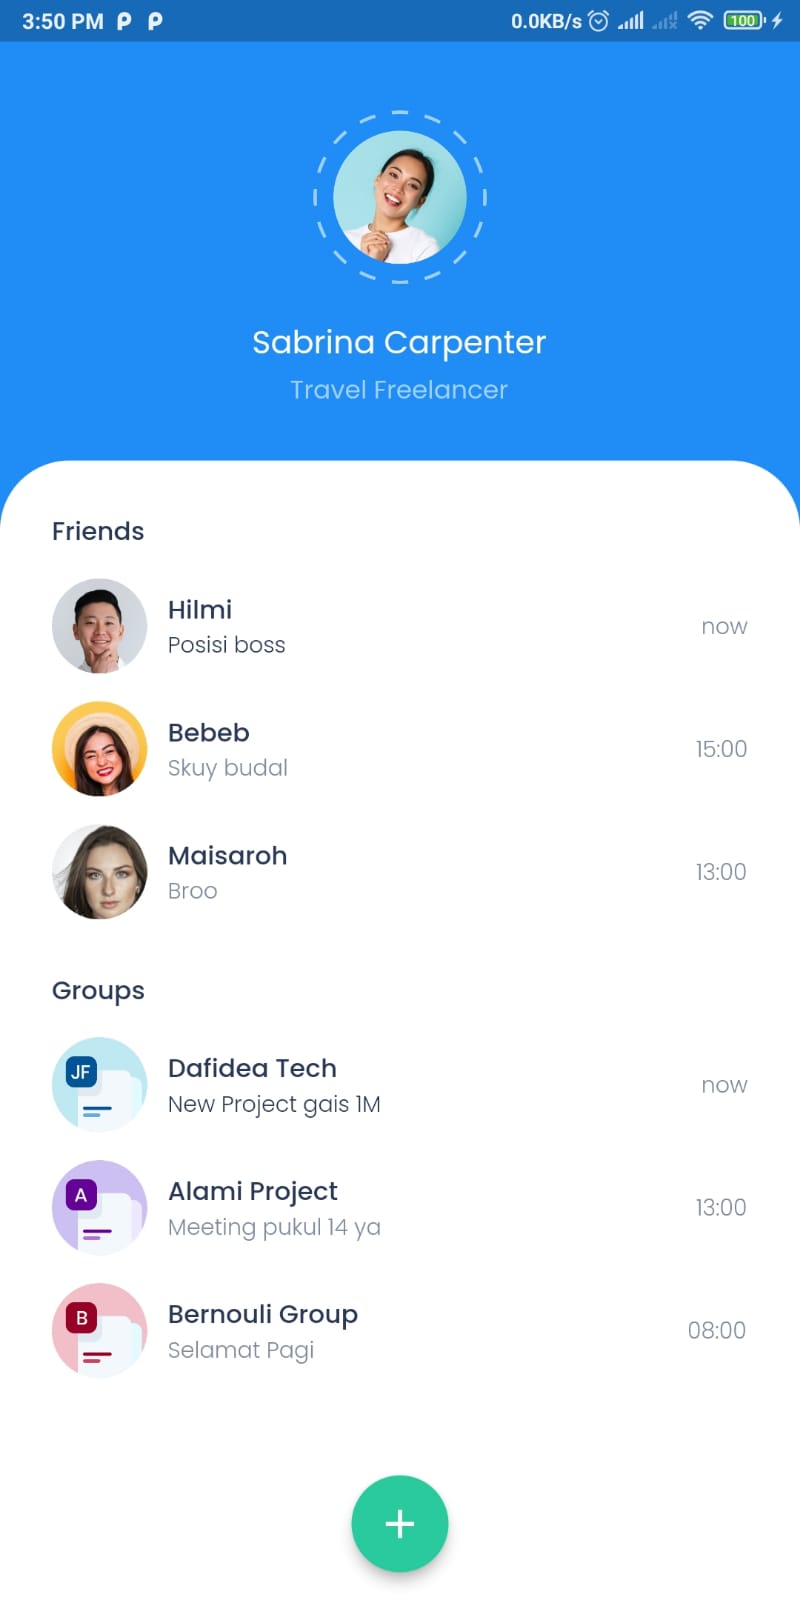 3:50 PM P P 0.0KB/s 100
Sabrina Carpenter
Travel Freelancer
Friends
Hilmi
Posisi boss
now
Bebeb
Skuy budal
15:00
Maisaroh
Broo
13:00
Groups
JF
Dafidea Tech
New Project gais 1M
now
A
Alami Project
Meeting pukul 14 ya
13:00
B
Bernouli Group
Selamat Pagi
08:00
+